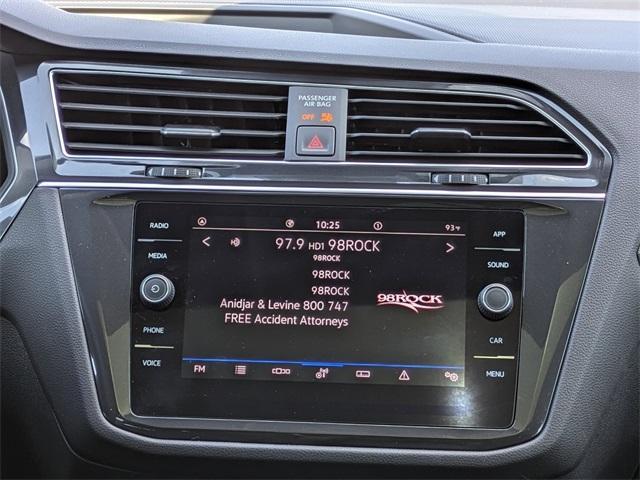 PASSENGER
AIR BAG
OFF
RADIO
MEDIA
PHONE
VOICE
10:25
93°F
97.9 HD1 98ROCK
98ROCK
98ROCK
98ROCK
Anidjar & Levine 800 747
FREE Accident Attorneys
98ROCK
FM
APP
SOUND
CAR
MENU